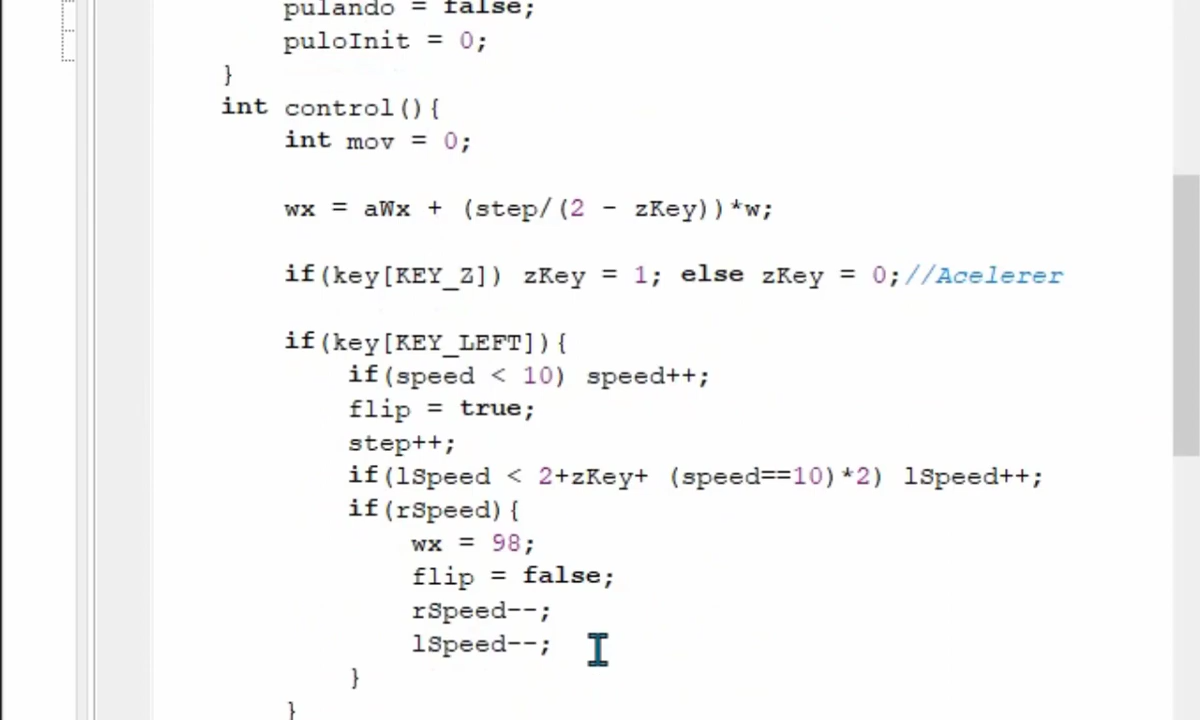 pulando = false;
puloInit = 0;
}
int control(){
int mov = 0;
wx = aWx + (step/(2 - zKey))*w;
if(key[KEY_Z]) zKey = 1; else zKey = 0;//Acelerer
if(key[KEY_LEFT]){
if(speed < 10) speed++;
flip = true;
step++;
if(lSpeed < 2+zKey+ (speed==10)*2) lSpeed++;
if(rSpeed){
wx = 98;
flip = false;
rSpeed--;
lSpeed--;
}
}